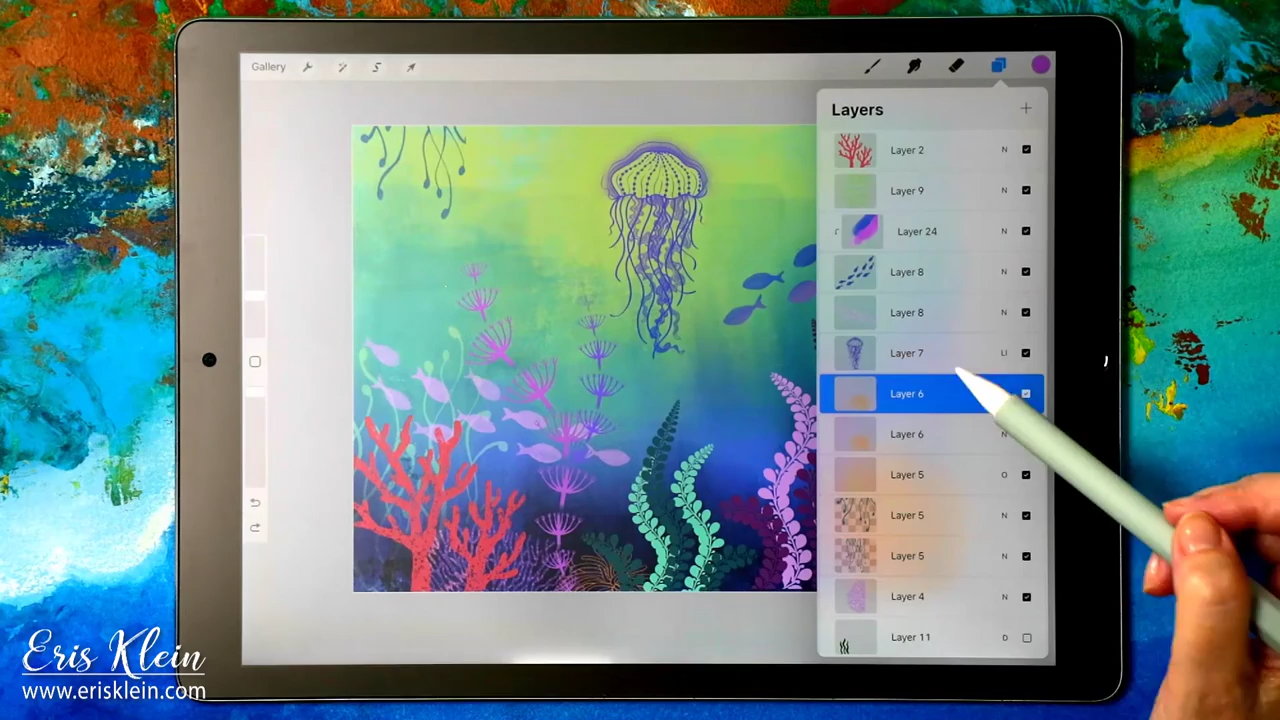 Gallery
Layers
Layer 2 N
Layer 9 N
Layer 24 N
Layer 8 N
Layer 8 N
Layer 7 LI
Layer 6
Layer 6 N
Layer 5 O
Layer 5 N
Layer 5 N
Layer 4 N
Layer 11 D
Eris Klein
www.erisklein.com